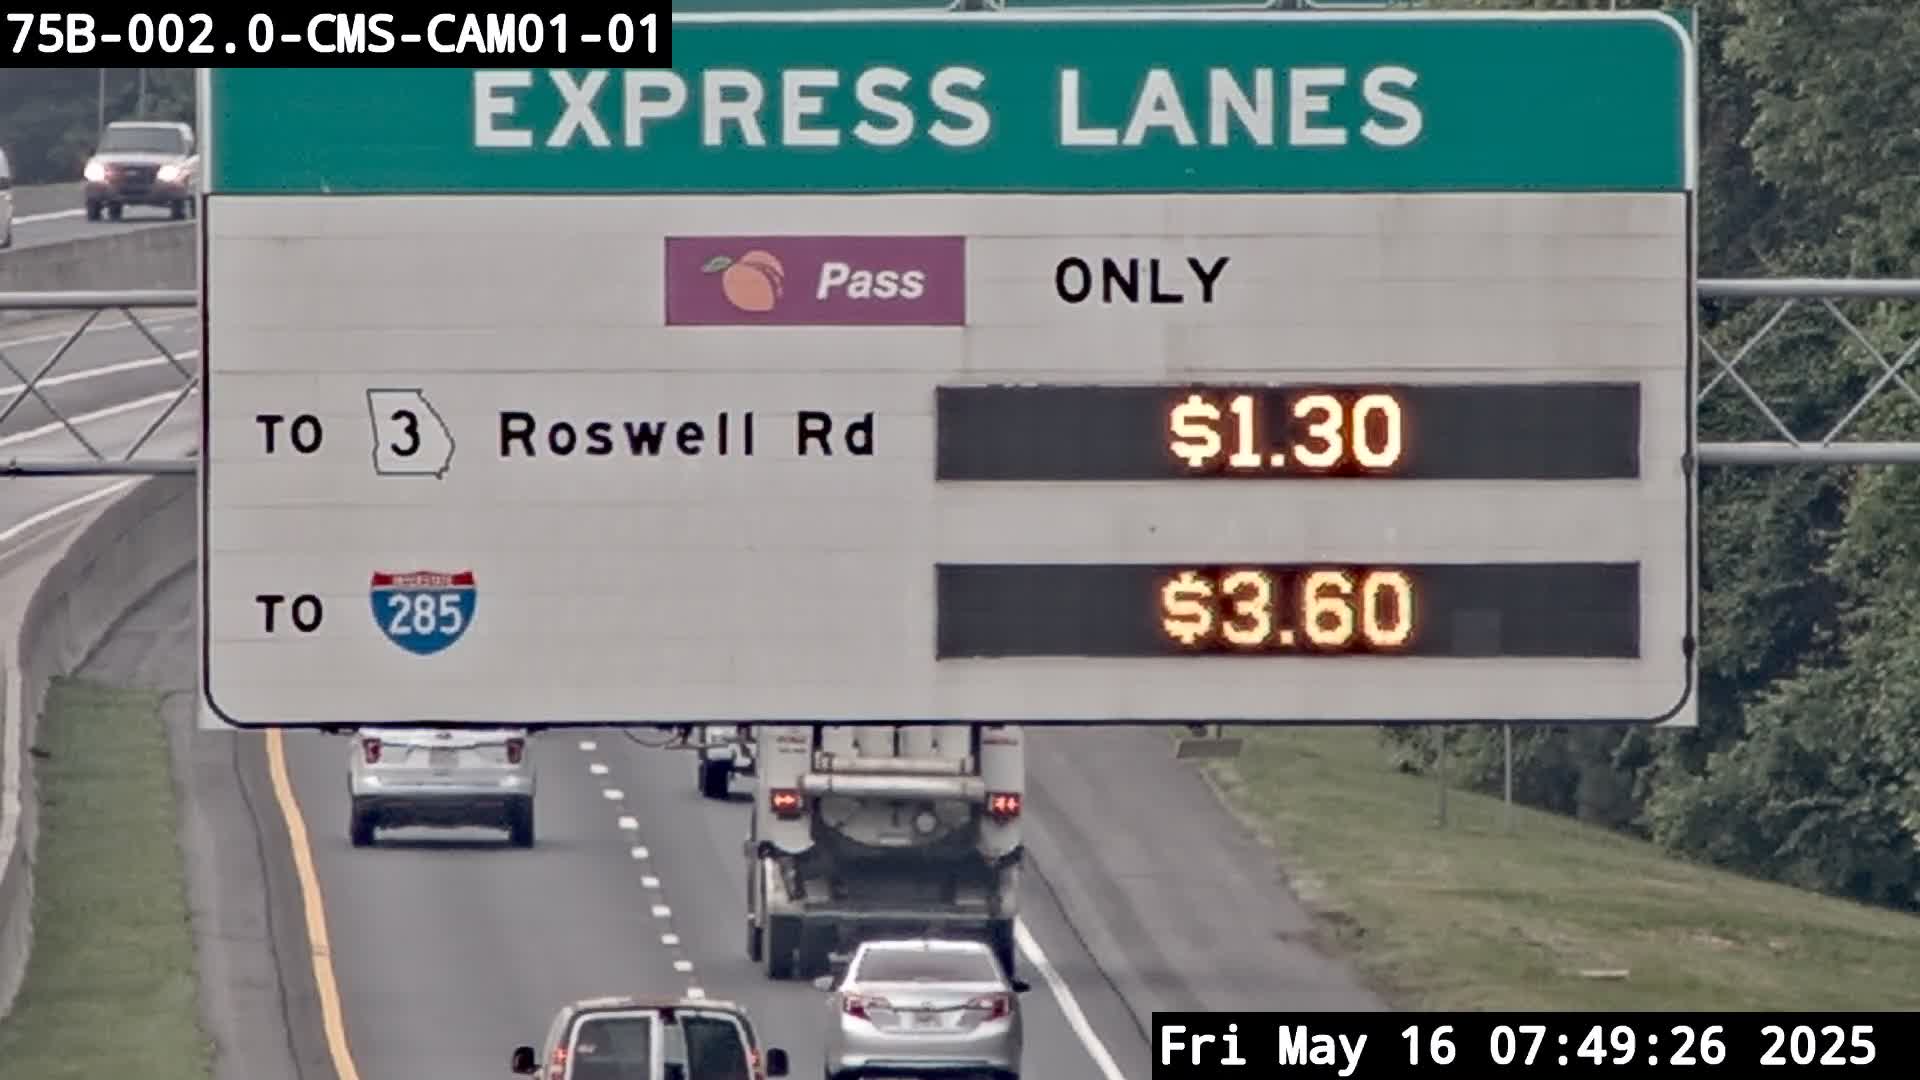 75B-002.0-CMS-CAM01-01
EXPRESS LANES
Pass ONLY
TO 3 Roswell Rd $1.30
INTERSTATE
TO 285 $3.60
Fri May 16 07:49:26 2025